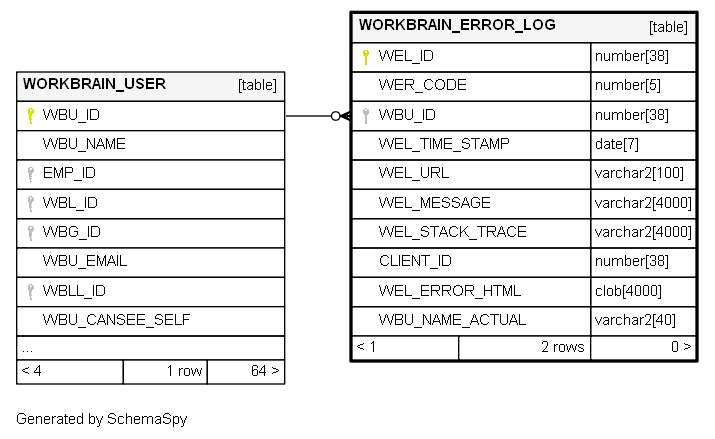 WORKBRAIN_USER [table]
WBU_ID
WBU_NAME
EMP_ID
WBL_ID
WBG_ID
WBU_EMAIL
WBLL_ID
WBU_CANSEE_SELF
...
< 4 1 row 64 >
WORKBRAIN_ERROR_LOG [table]
WEL_ID number[38]
WER_CODE number[5]
WBU_ID number[38]
WEL_TIME_STAMP date[7]
WEL_URL varchar2[100]
WEL_MESSAGE varchar2[4000]
WEL_STACK_TRACE varchar2[4000]
CLIENT_ID number[38]
WEL_ERROR_HTML clob[4000]
WBU_NAME_ACTUAL varchar2[40]
< 1 2 rows 0 >
Generated by SchemaSpy